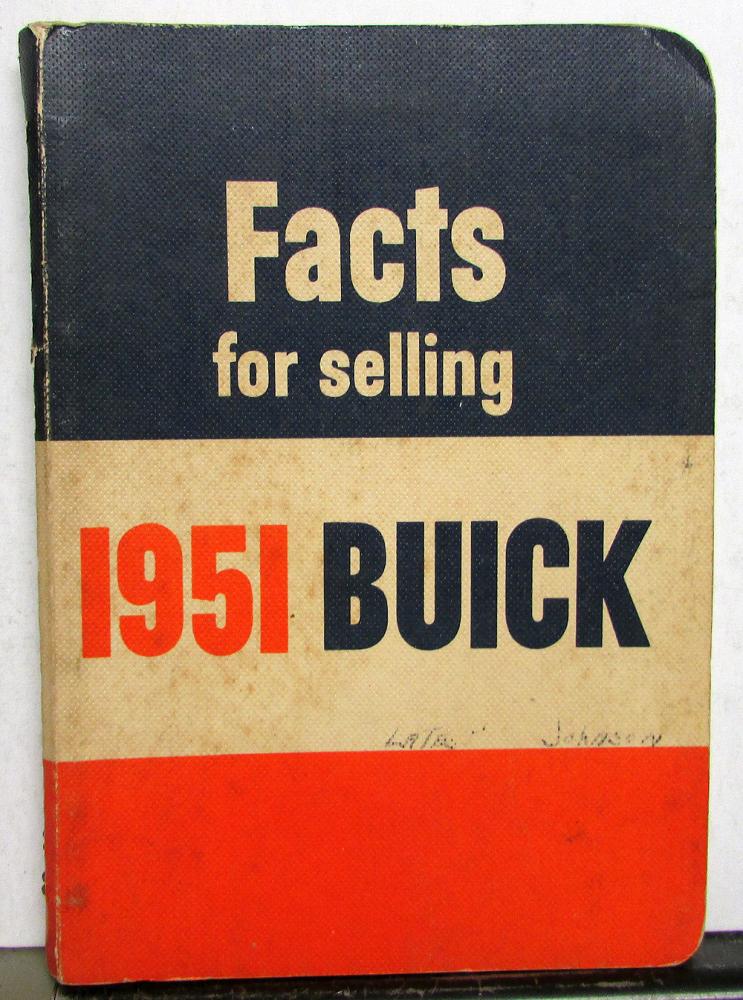 Facts
for selling
1951 BUICK
Johnson